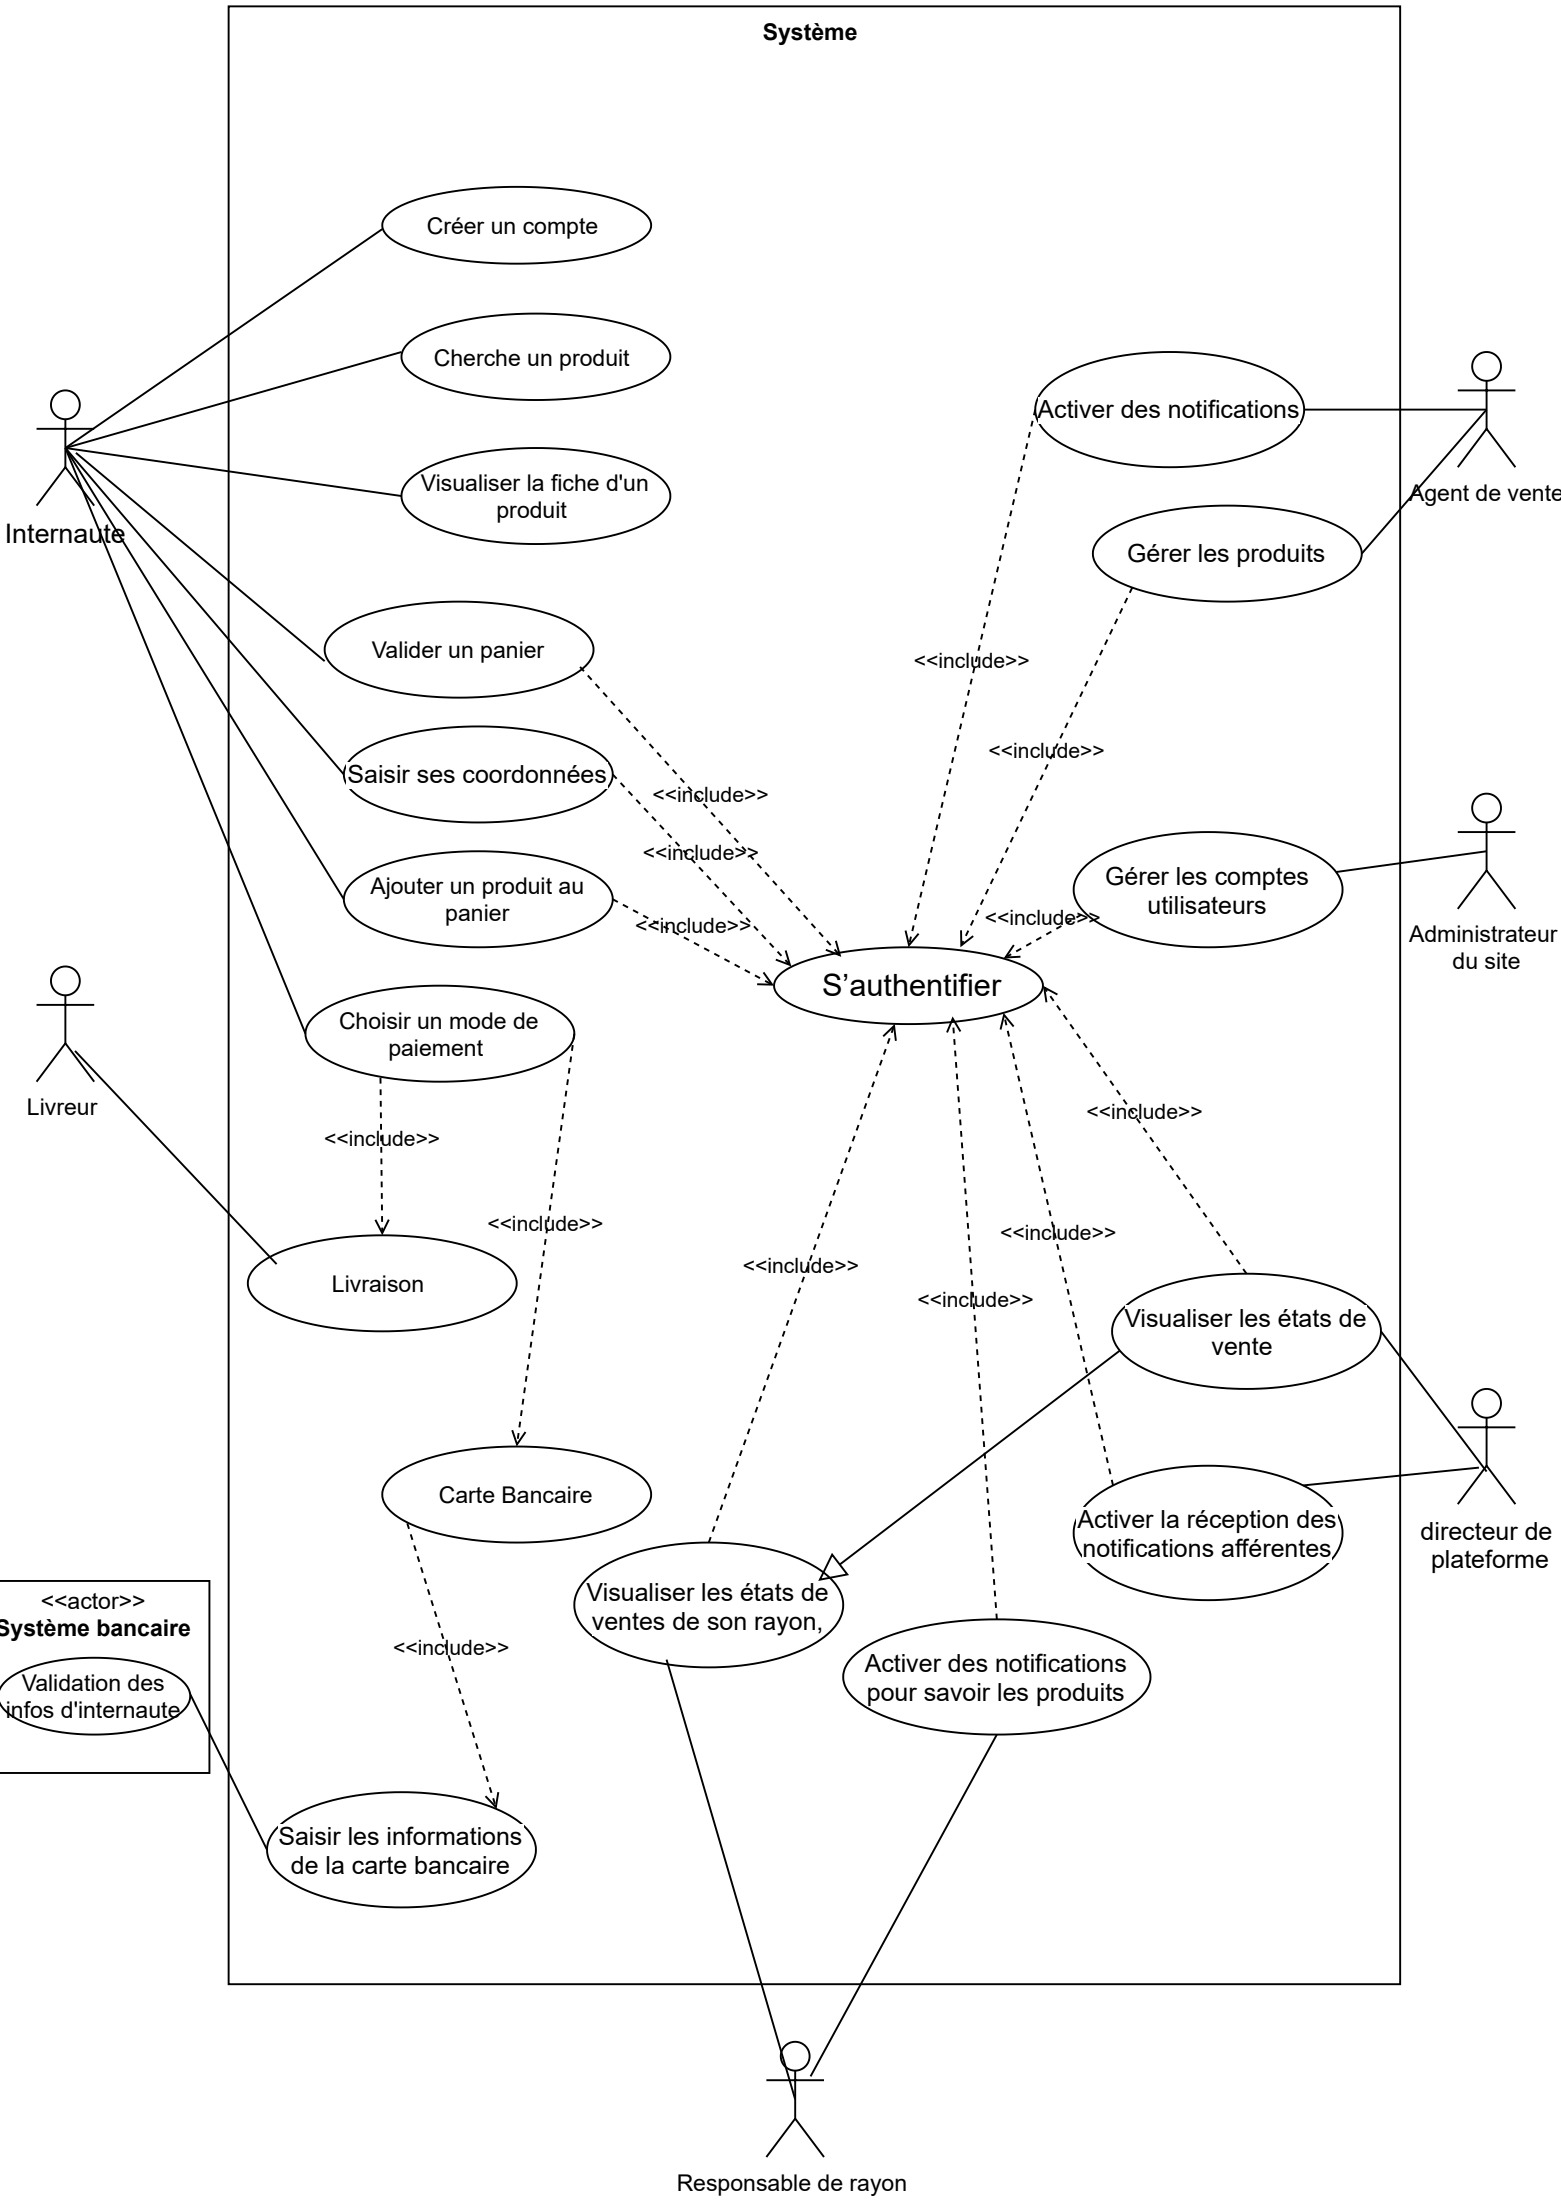 Système
Créer un compte
Cherche un produit
Visualiser la fiche d'un
produit
Internaute
Activer des notifications
Agent de vente
Gérer les produits
Valider un panier
<<include>>
Saisir ses coordonnées
<<include>>
<<include>>
<<include>>
Ajouter un produit au
panier
<<include>>
Gérer les comptes
utilisateurs
<<include>>
Administrateur
du site
S’authentifier
Choisir un mode de
paiement
Livreur
<<include>>
<<include>>
<<include>>
<<include>>
<<include>>
<<include>>
Livraison
<<include>>
Visualiser les états de
vente
Carte Bancaire
Activer la réception des
notifications afférentes
directeur de
plateforme
Visualiser les états de
ventes de son rayon,
<<actor>>
Système bancaire
Validation des
infos d'internaute
<<include>>
Activer des notifications
pour savoir les produits
Saisir les informations
de la carte bancaire
Responsable de rayon